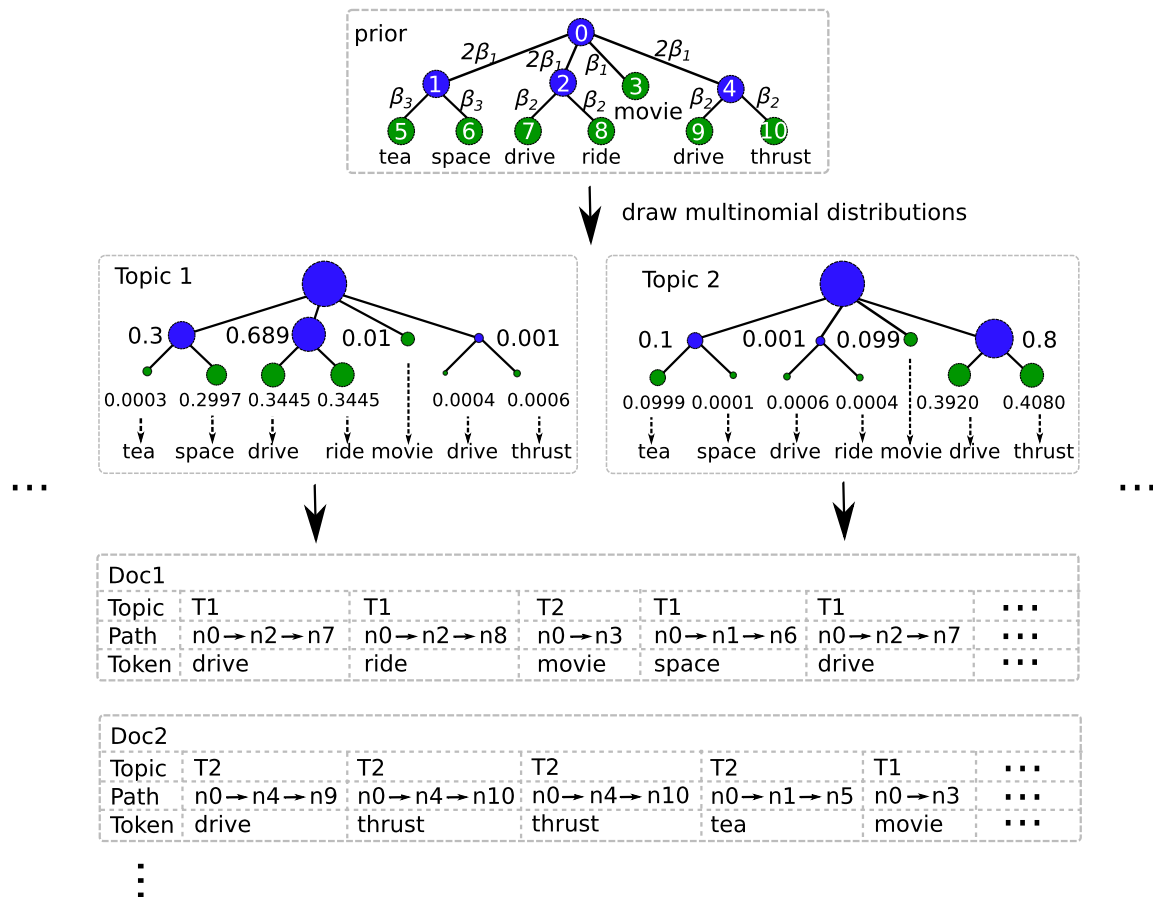 prior
0
2β₁ 2β₁ β₁ 2β₁
1 2 3 4
movie
β₃ β₃ β₂ β₂ β₂ β₂
5 6 7 8 9 10
tea space drive ride drive thrust
draw multinomial distributions
Topic 1
0.3 0.689 0.01 0.001
0.0003 0.2997 0.3445 0.3445 0.0004 0.0006
tea space drive ride movie drive thrust
Topic 2
0.1 0.001 0.099 0.8
0.0999 0.0001 0.0006 0.0004 0.3920 0.4080
tea space drive ride movie drive thrust
... ...
Doc1
Topic T1 T1 T2 T1 T1 ...
Path n0→n2→n7 n0→n2→n8 n0→n3 n0→n1→n6 n0→n2→n7 ...
Token drive ride movie space drive ...
Doc2
Topic T2 T2 T2 T2 T1 ...
Path n0→n4→n9 n0→n4→n10 n0→n4→n10 n0→n1→n5 n0→n3 ...
Token drive thrust thrust tea movie ...
⋮